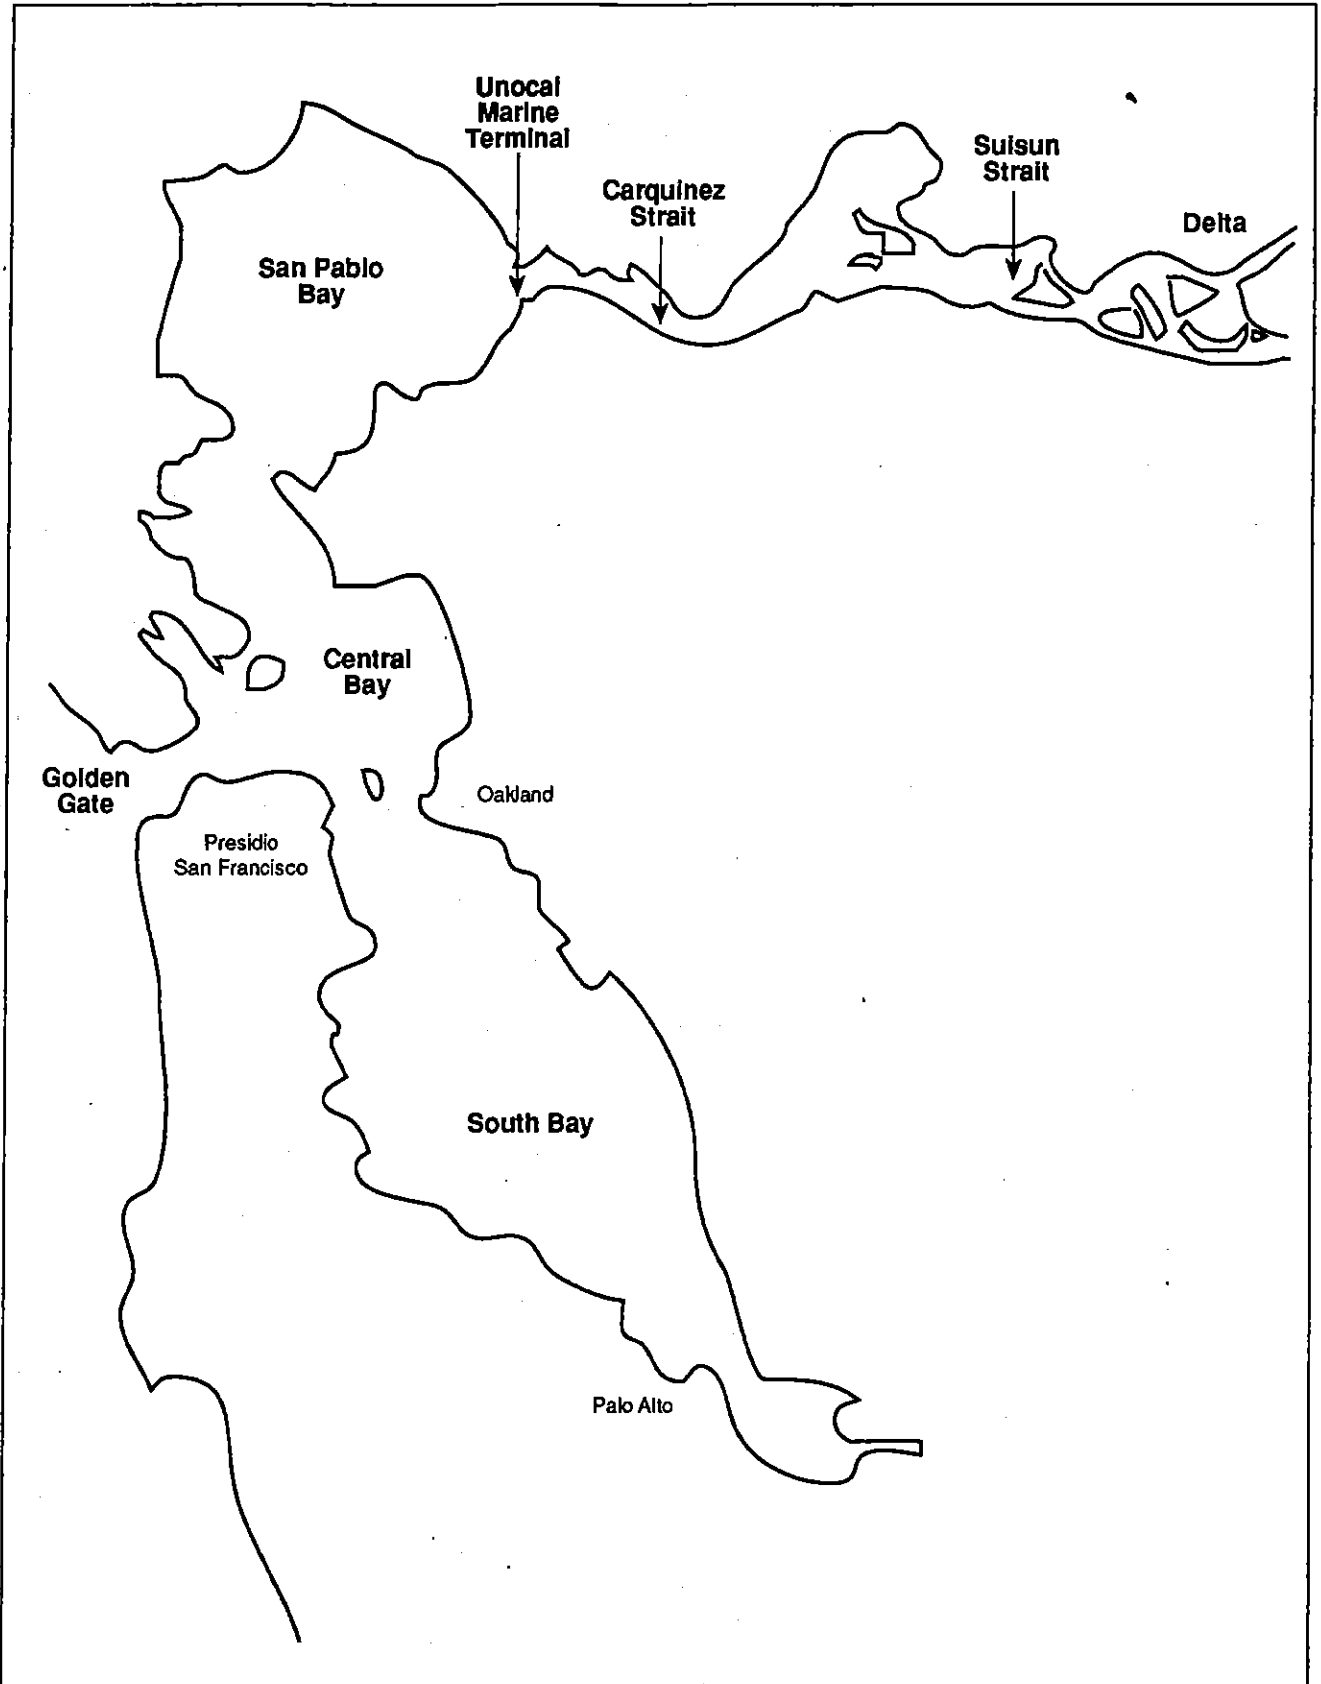 Unocal
Marine
Terminal
Carquinez
Strait
Suisun
Strait
Delta
San Pablo
Bay
Central
Bay
Golden
Gate
Oakland
Presidio
San Francisco
South Bay
Palo Alto